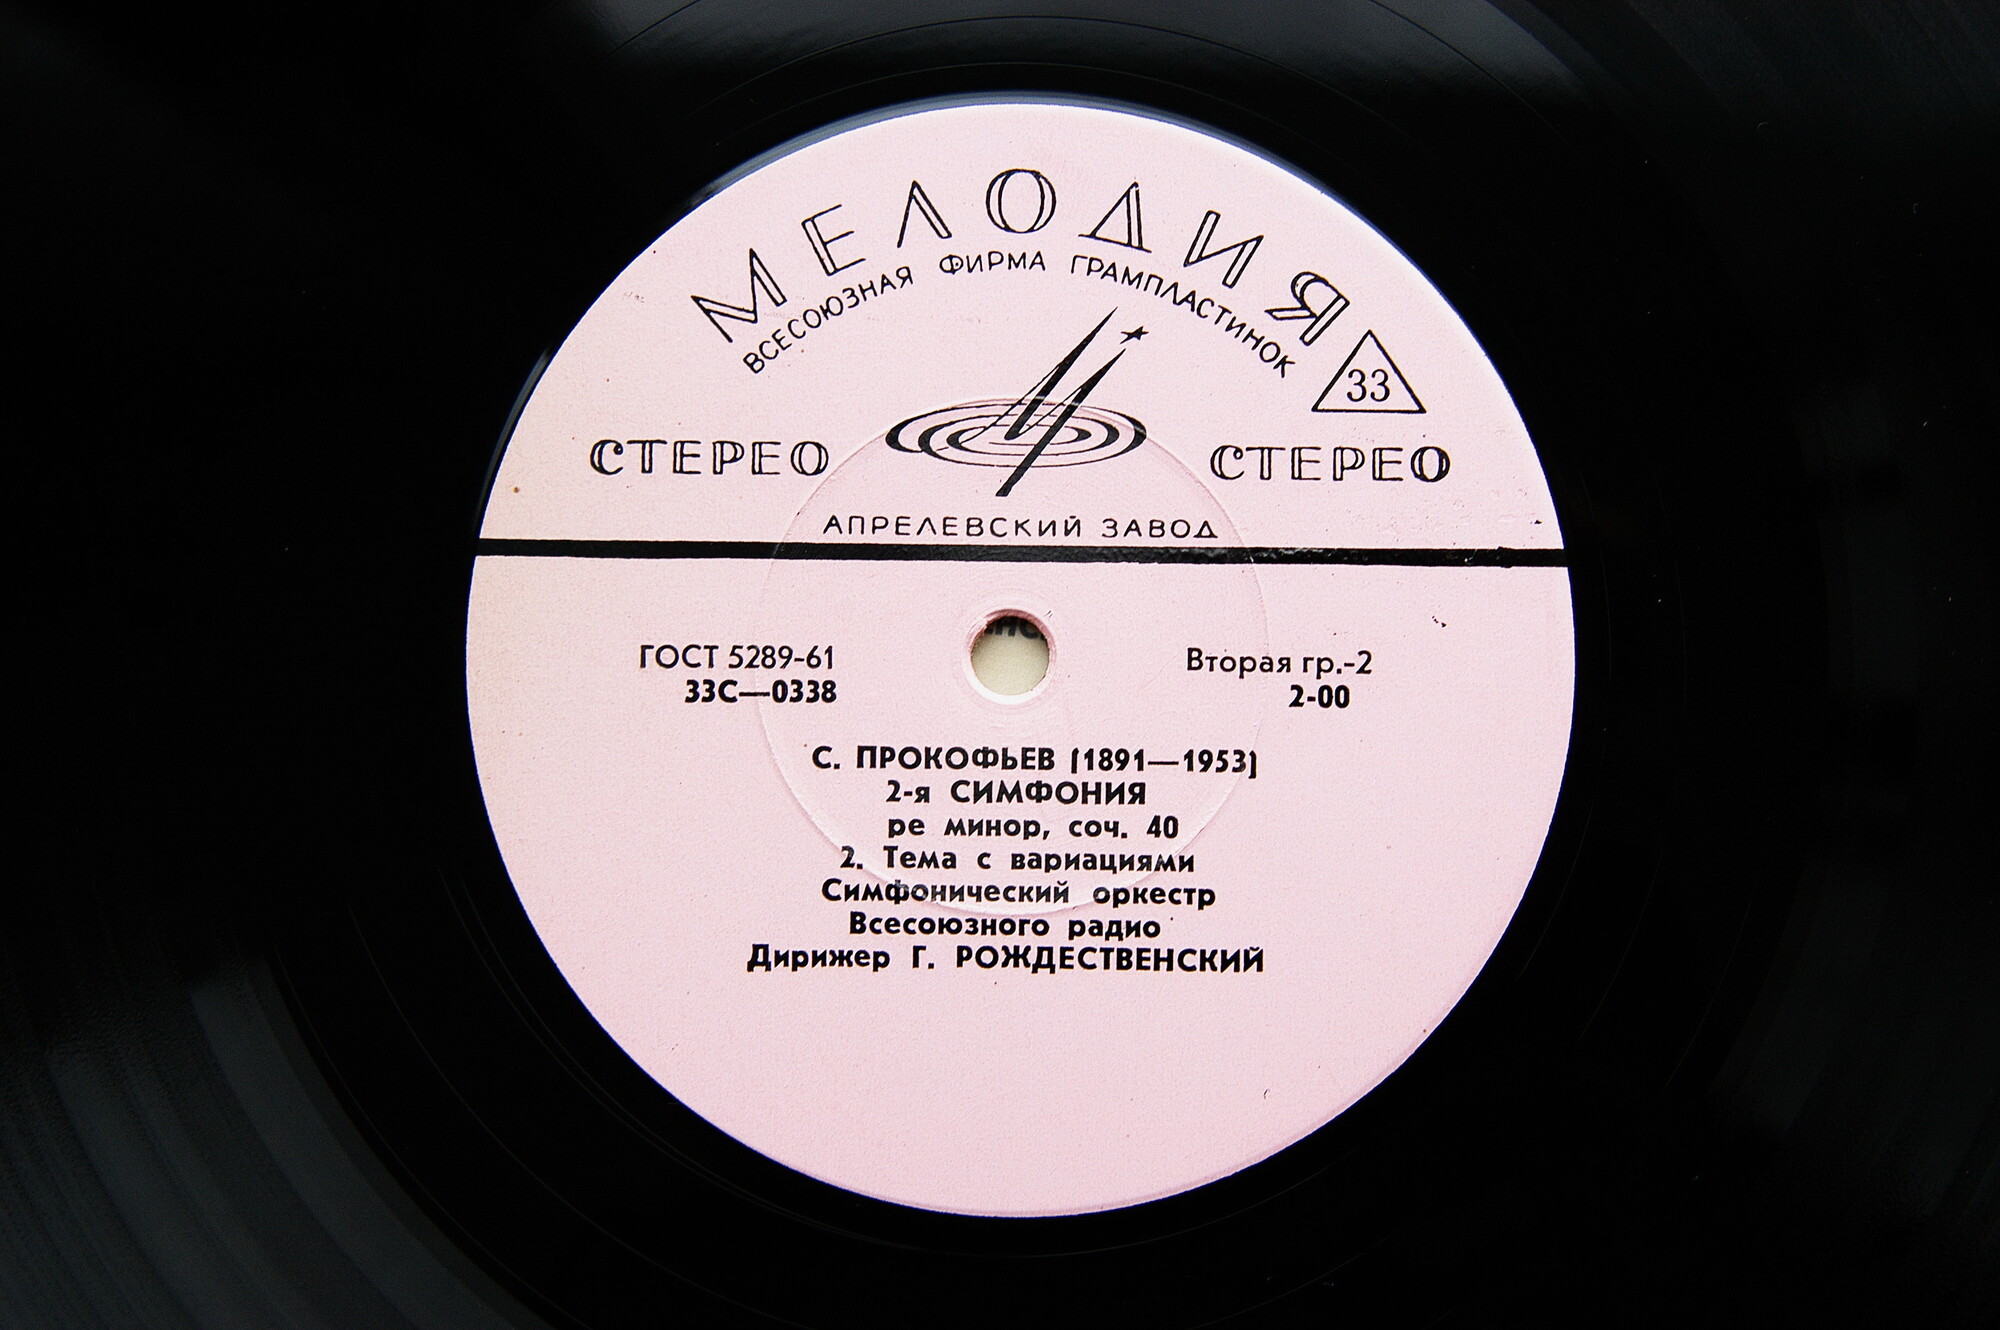 МЕЛОДИЯ
ВСЕСОЮЗНАЯ ФИРМА ГРАМПЛАСТИНОК
33
СТЕРЕО СТЕРЕО
АПРЕЛЕВСКИЙ ЗАВОД
ГОСТ 5289-61 Вторая гр.-2
33С—0338 2-00
С. ПРОКОФЬЕВ (1891—1953)
2-я СИМФОНИЯ
ре минор, соч. 40
2. Тема с вариациями
Симфонический оркестр
Всесоюзного радио
Дирижер Г. РОЖДЕСТВЕНСКИЙ